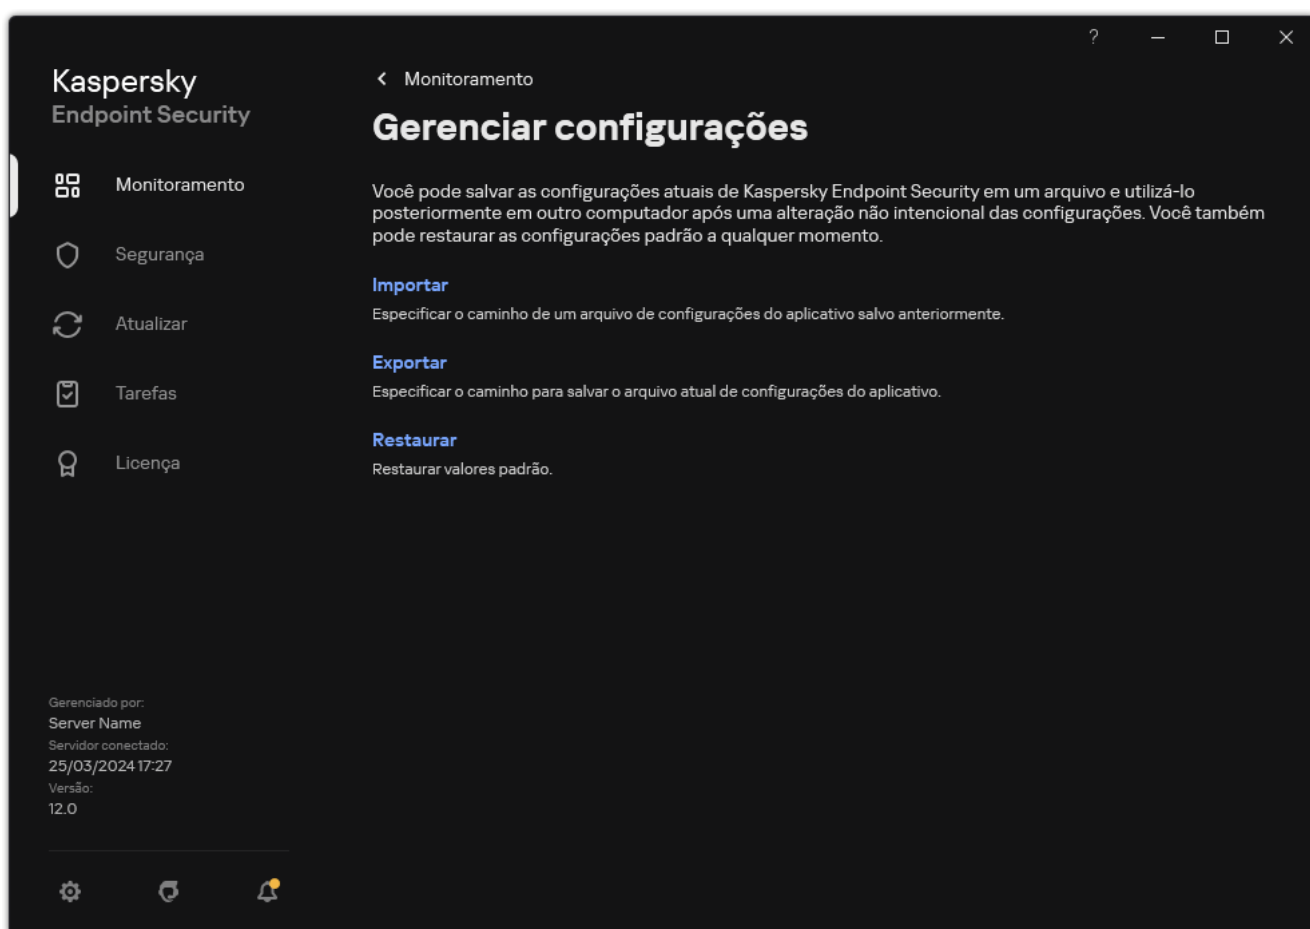 ?
Kaspersky
Endpoint Security
Monitoramento
Segurança
Atualizar
Tarefas
Licença
Gerenciado por:
Server Name
Servidor conectado:
25/03/2024 17:27
Versão:
12.0
Monitoramento
Gerenciar configurações
Você pode salvar as configurações atuais de Kaspersky Endpoint Security em um arquivo e utilizá-lo
posteriormente em outro computador após uma alteração não intencional das configurações. Você também
pode restaurar as configurações padrão a qualquer momento.
Importar
Especificar o caminho de um arquivo de configurações do aplicativo salvo anteriormente.
Exportar
Especificar o caminho para salvar o arquivo atual de configurações do aplicativo.
Restaurar
Restaurar valores padrão.